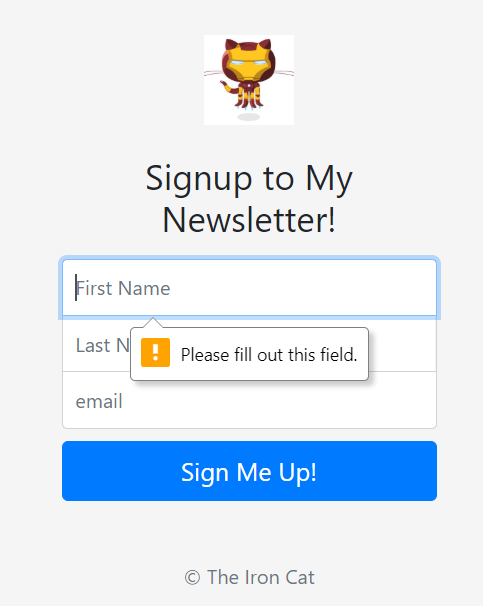 Signup to My
Newsletter!
First Name
Last N
Please fill out this field.
email
Sign Me Up!
© The Iron Cat